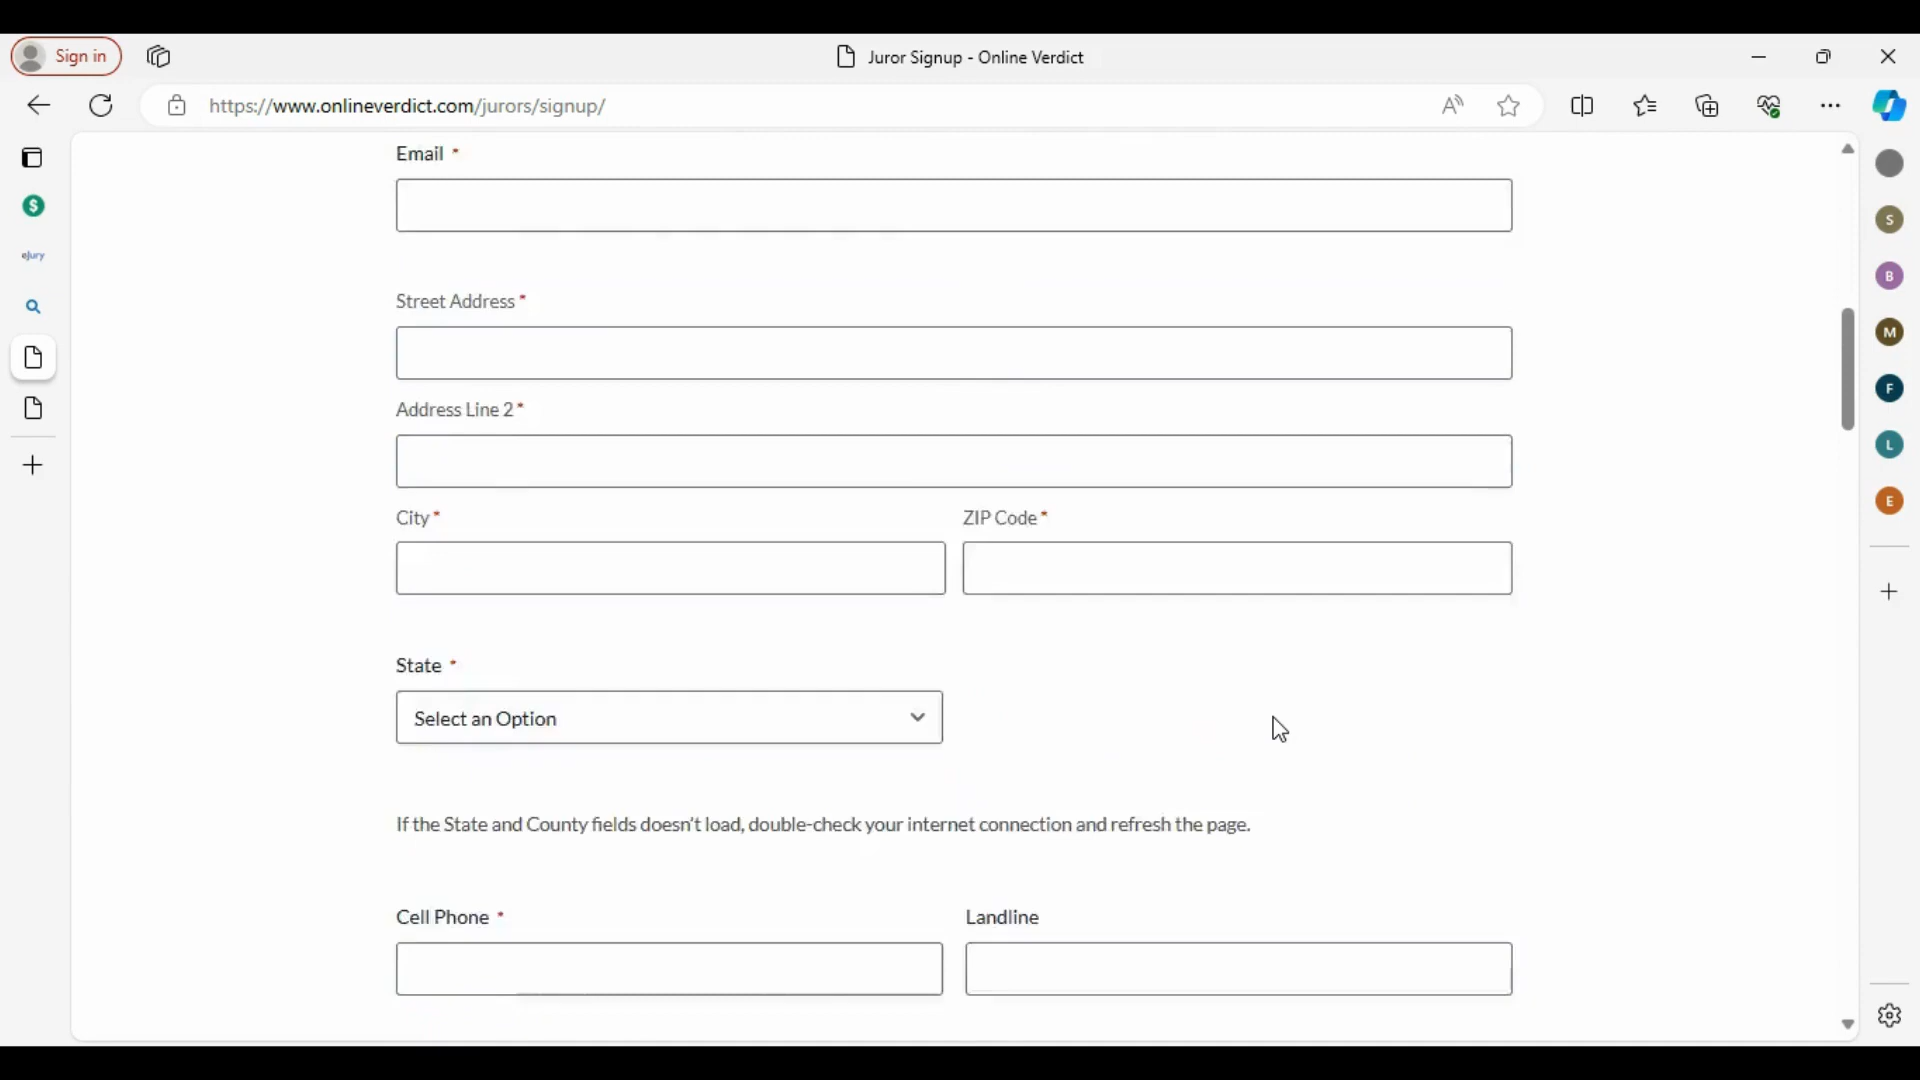 Sign in
Juror Signup - Online Verdict
https://www.onlineverdict.com/jurors/signup/
A
$
eJury
S
B
M
F
L
E
Email *
Street Address *
Address Line 2 *
City * ZIP Code *
State *
Select an Option
If the State and County fields doesn't load, double-check your internet connection and refresh the page.
Cell Phone * Landline